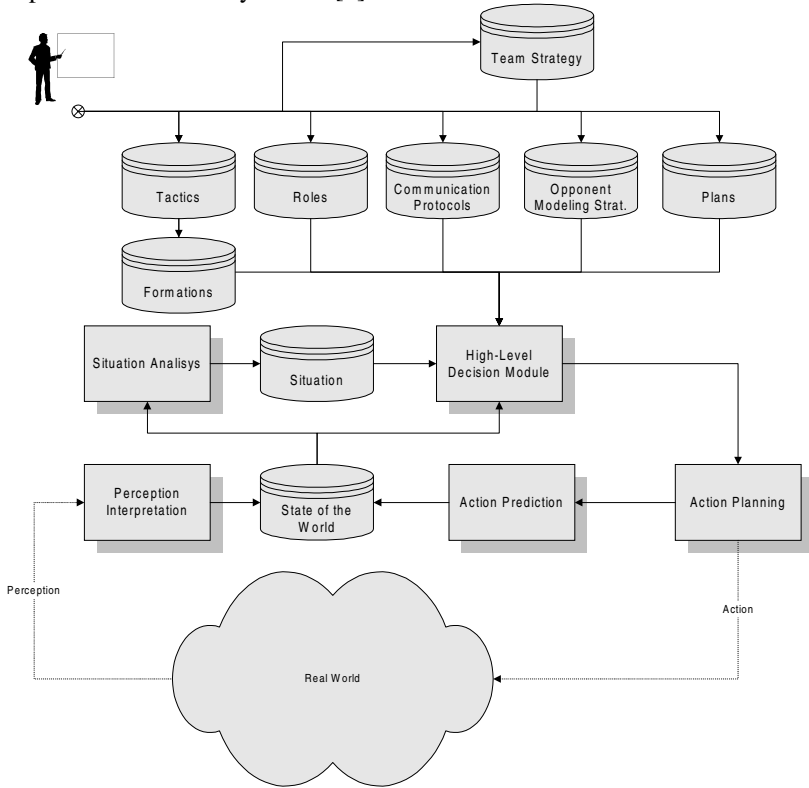 Team Strategy
Tactics
Roles
Communication
Protocols
Opponent
Modeling Strat.
Plans
Formations
Situation Analisys
Situation
High-Level
Decision Module
Perception
Interpretation
State of the
World
Action Prediction
Action Planning
Perception
Action
Real World